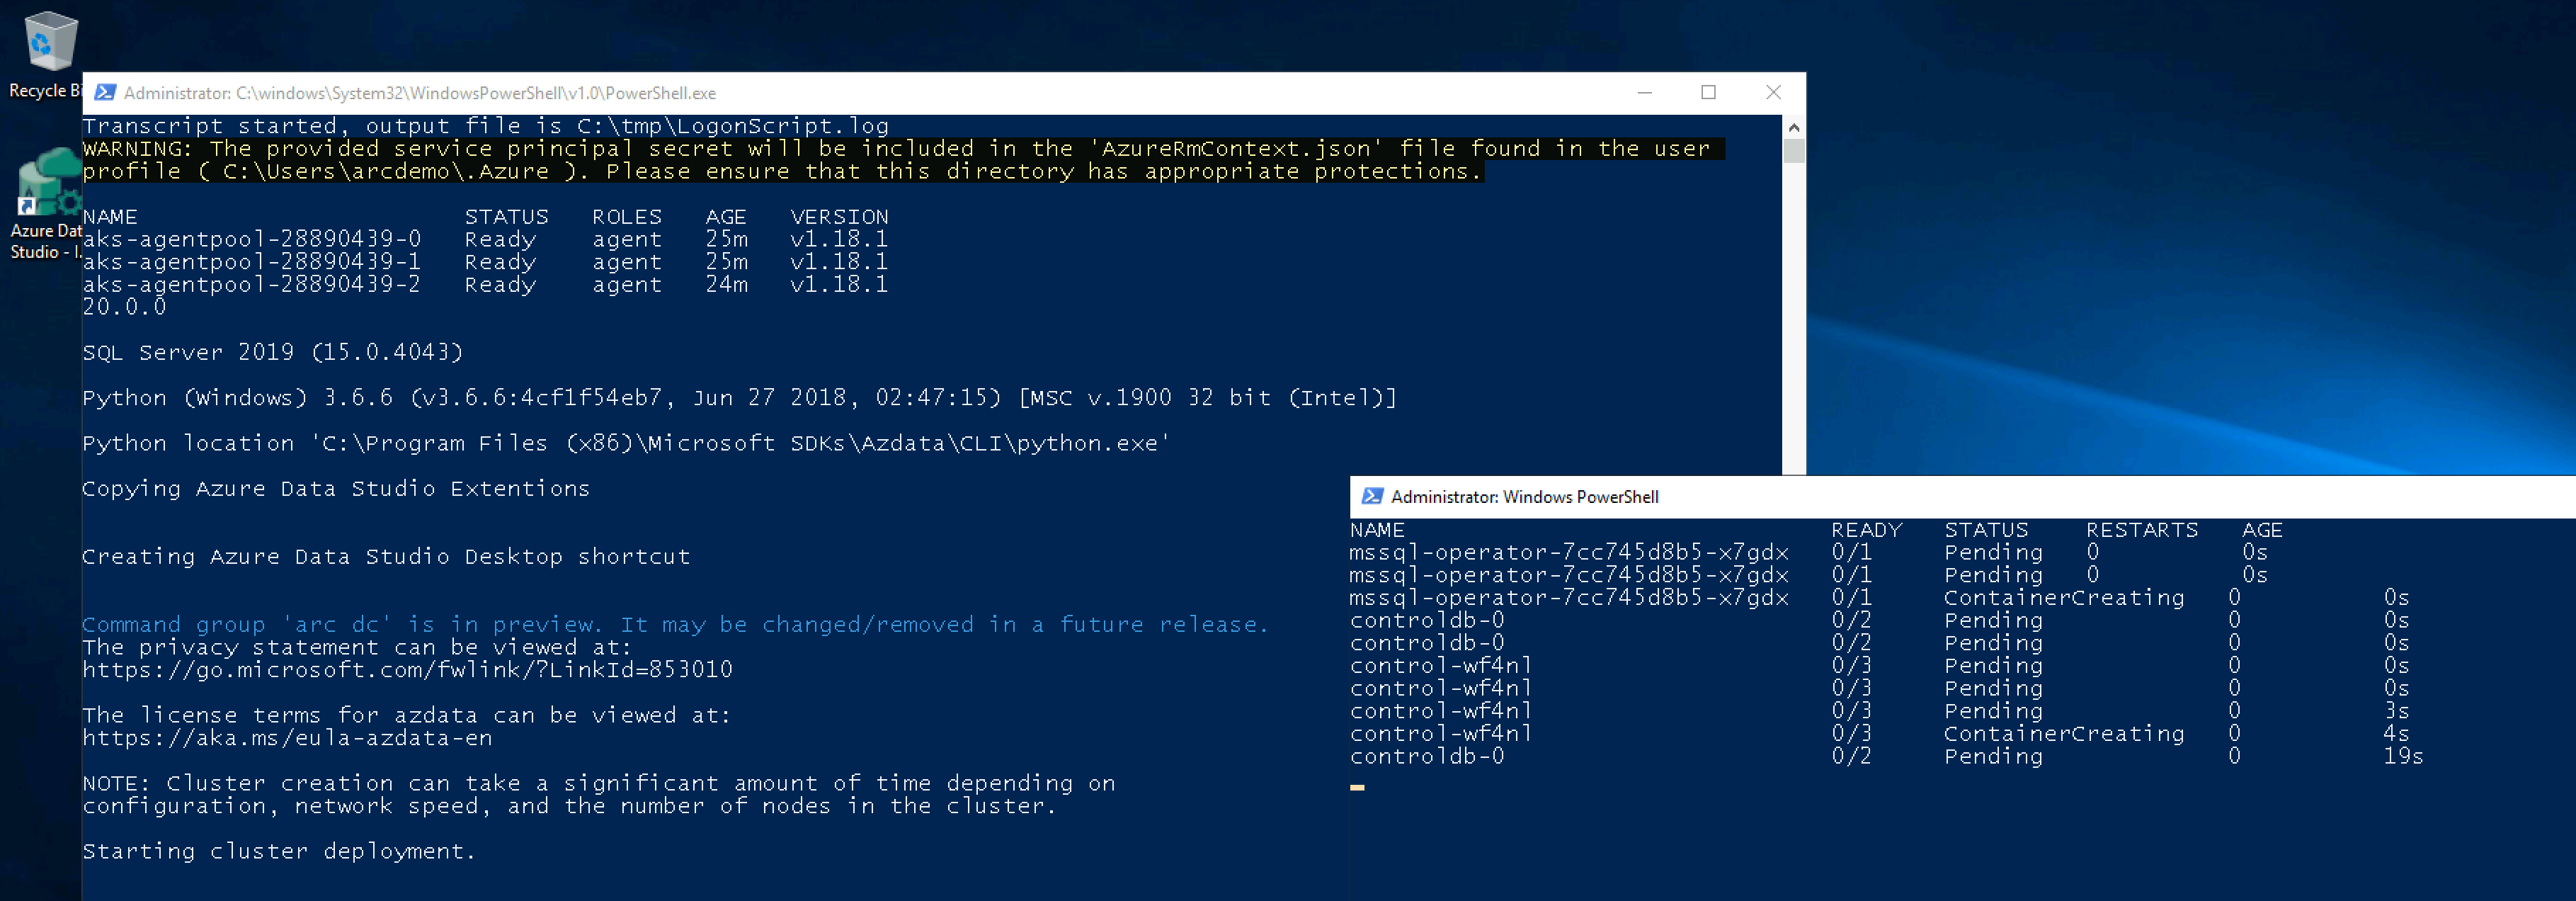 Recycle Bi
Azure Dat
Studio - I.
Administrator: C:\windows\System32\WindowsPowerShell\v1.0\PowerShell.exe
Transcript started, output file is C:\tmp\LogonScript.log
WARNING: The provided service principal secret will be included in the 'AzureRmContext.json' file found in the user
profile ( C:\Users\arcdemo\.Azure ). Please ensure that this directory has appropriate protections.
NAME STATUS ROLES AGE VERSION
aks-agentpool-28890439-0 Ready agent 25m v1.18.1
aks-agentpool-28890439-1 Ready agent 25m v1.18.1
aks-agentpool-28890439-2 Ready agent 24m v1.18.1
20.0.0
SQL Server 2019 (15.0.4043)
Python (Windows) 3.6.6 (v3.6.6:4cf1f54eb7, Jun 27 2018, 02:47:15) [MSC v.1900 32 bit (Intel)]
Python location 'C:\Program Files (x86)\Microsoft SDKs\Azdata\CLI\python.exe'
Copying Azure Data Studio Extentions
Creating Azure Data Studio Desktop shortcut
Command group 'arc dc' is in preview. It may be changed/removed in a future release.
The privacy statement can be viewed at:
https://go.microsoft.com/fwlink/?LinkId=853010
The license terms for azdata can be viewed at:
https://aka.ms/eula-azdata-en
NOTE: Cluster creation can take a significant amount of time depending on
configuration, network speed, and the number of nodes in the cluster.
Starting cluster deployment.
Administrator: Windows PowerShell
NAME READY STATUS RESTARTS AGE
mssql-operator-7cc745d8b5-x7gdx 0/1 Pending 0 0s
mssql-operator-7cc745d8b5-x7gdx 0/1 Pending 0 0s
mssql-operator-7cc745d8b5-x7gdx 0/1 ContainerCreating 0 0s
controldb-0 0/2 Pending 0 0s
controldb-0 0/2 Pending 0 0s
control-wf4nl 0/3 Pending 0 0s
control-wf4nl 0/3 Pending 0 0s
control-wf4nl 0/3 Pending 0 3s
control-wf4nl 0/3 ContainerCreating 0 4s
controldb-0 0/2 Pending 0 19s